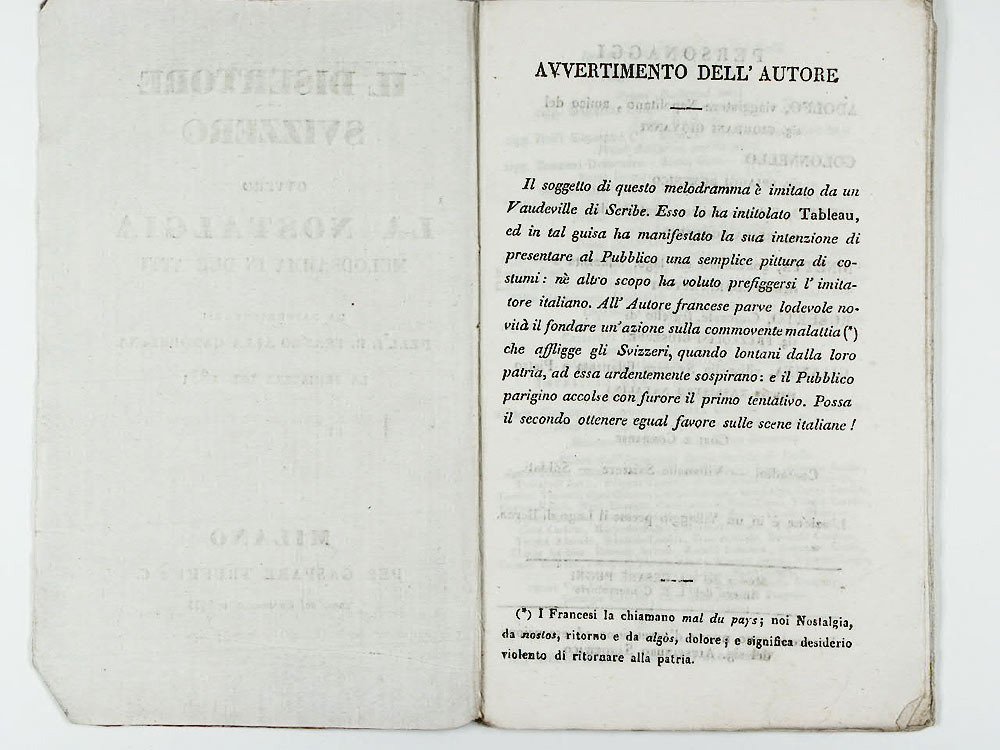 AVVERTIMENTO DELL' AUTORE
Il soggetto di questo melodramma è imitato da un
Vaudeville di Scribe. Esso lo ha intitolato Tableau,
ed in tal guisa ha manifestato la sua intenzione di
presentare al Pubblico una semplice pittura di co-
stumi: nè altro scopo ha voluto prefiggersi l' imita-
tore italiano. All' Autore francese parve lodevole no-
vità il fondare un'azione sulla commovente malattia (*)
che affligge gli Svizzeri, quando lontani dalla loro
patria, ad essa ardentemente sospirano: e il Pubblico
parigino accolse con furore il primo tentativo. Possa
il secondo ottenere egual favore sulle scene italiane!
(*) I Francesi la chiamano mal du pays; noi Nostalgia,
da nostos, ritorno e da algòs, dolore; e significa desiderio
violento di ritornare alla patria.